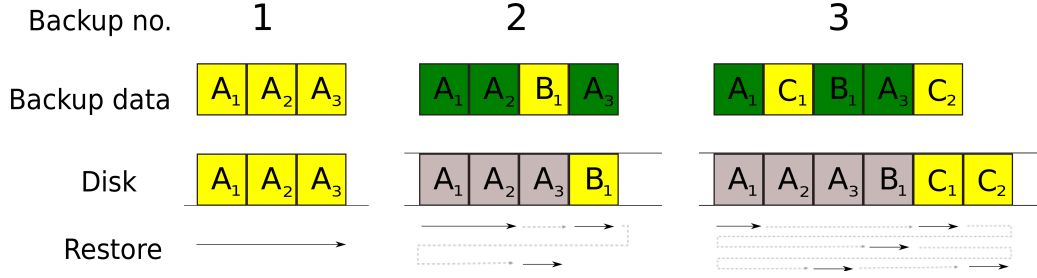 Backup no. 1 2 3
Backup data A1 A2 A3 A1 A2 B1 A3 A1 C1 B1 A3 C2
Disk A1 A2 A3 A1 A2 A3 B1 A1 A2 A3 B1 C1 C2
Restore